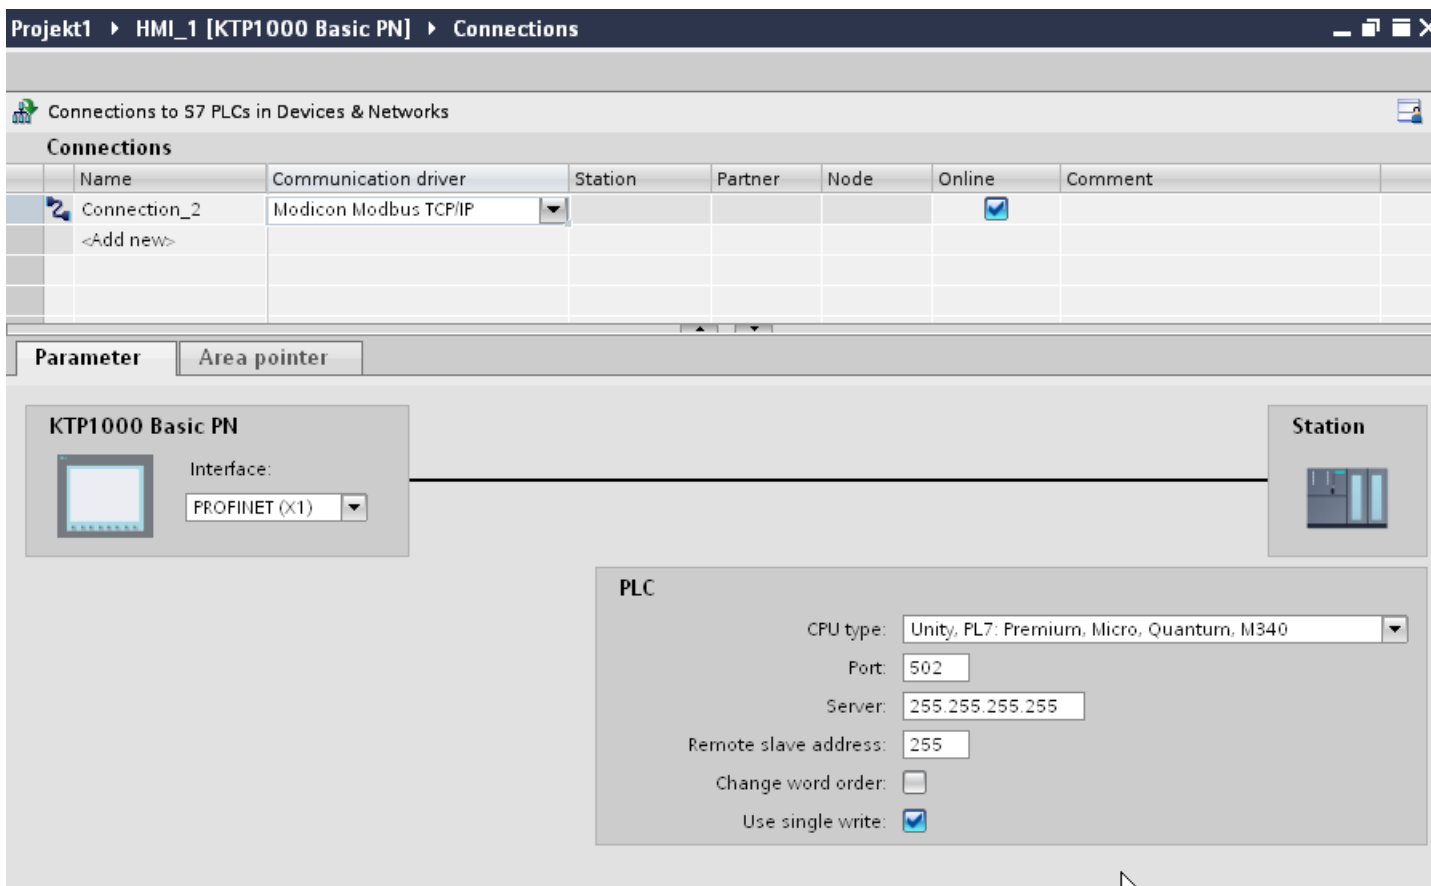 Projekt1 ‣ HMI_1 [KTP1000 Basic PN] ‣ Connections
Connections to S7 PLCs in Devices & Networks
Connections
Name Communication driver Station Partner Node Online Comment
Connection_2 Modicon Modbus TCP/IP
<Add new>
Parameter Area pointer
KTP1000 Basic PN
Interface:
PROFINET (X1)
Station
PLC
CPU type: Unity, PL7: Premium, Micro, Quantum, M340
Port: 502
Server: 255.255.255.255
Remote slave address: 255
Change word order:
Use single write: